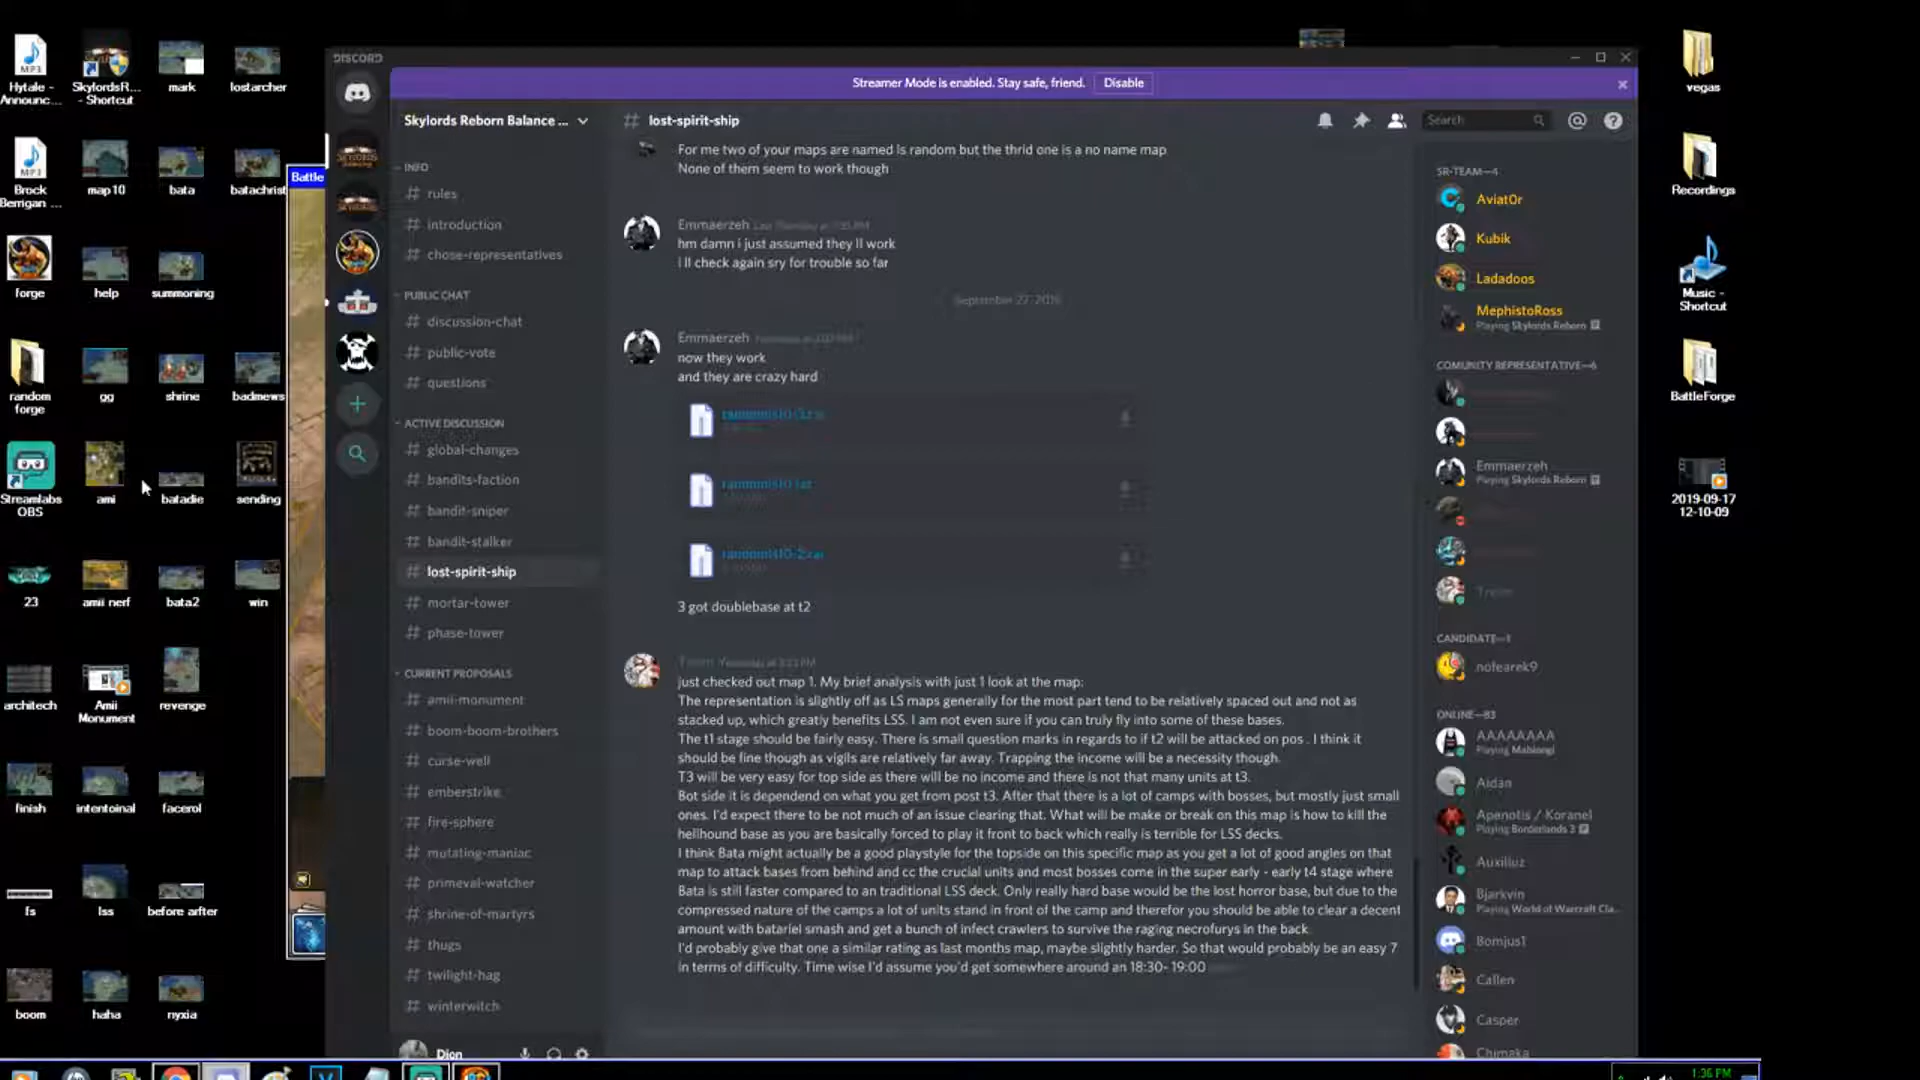 Hytale -
Announc...
SkylordsR...
- Shortcut
mark
lostarcher
Brock
Berrigan ...
map10
bata
batachrist
forge
help
summoning
random
forge
gg
shrine
badmews
Streamlabs
OBS
ami
batadie
sending
23
amii nerf
bata2
win
architech
Amii
Monument
revenge
finish
intentoinal
facerol
fs
lss
before arfter
boom
haha
nyxia
Battle
DISCORD
Streamer Mode is enabled. Stay safe, friend.
Disable
Skylords Reborn Balance ...
INFO
# rules
# introduction
# chose-representatives
PUBLIC CHAT
# discussion-chat
# public-vote
# questions
ACTIVE DISCUSSION
# global-changes
# bandits-faction
# bandit-sniper
# bandit-stalker
# lost-spirit-ship
# mortar-tower
# phase-tower
CURRENT PROPOSALS
# amii-monument
# boom-boom-brothers
# curse-well
# emberstrike
# fire-sphere
# mutating-maniac
# primeval-watcher
# shrine-of-martyrs
# thugs
# twilight-hag
# winterwitch
Dion
# lost-spirit-ship
Search
For me two of your maps are named is random but the thrid one is a no name map
None of them seem to work though
Emmaerzeh
hm damn i just assumed they ll work
i ll check again sry for trouble so far
Emmaerzeh
now they work
and they are crazy hard
3 got doublebase at t2
just checked out map 1. My brief analysis with just 1 look at the map:
The representation is slightly off as LS maps generally for the most part tend to be relatively spaced out and not as
stacked up, which greatly benefits LSS. I am not even sure if you can truly fly into some of these bases.
The t1 stage should be fairly easy. There is small question marks in regards to if t2 will be attacked on pos . I think it
should be fine though as vigils are relatively far away. Trapping the income will be a necessity though.
T3 will be very easy for top side as there will be no income and there is not that many units at t3.
Bot side it is dependend on what you get from post t3. After that there is a lot of camps with bosses, but mostly just small
ones. I'd expect there to be not much of an issue clearing that. What will be make or break on this map is how to kill the
hellhound base as you are basically forced to play it front to back which really is terrible for LSS decks.
I think Bata might actually be a good playstyle for the topside on this specific map as you get a lot of good angles on that
map to attack bases from behind and cc the crucial units and most bosses come in the super early - early t4 stage where
Bata is still faster compared to an traditional LSS deck. Only really hard base would be the lost horror base, but due to the
compressed nature of the camps a lot of units stand in front of the camp and therefor you should be able to clear a decent
amount with batariel smash and get a bunch of infect crawlers to survive the raging necrofurys in the back.
I'd probably give that one a similar rating as last months map, maybe slightly harder. So that would probably be an easy 7
in terms of difficulty. Time wise I'd assume you'd get somewhere around an 18:30- 19:00
SR-TEAM—4
Aviat0r
Kubik
Ladadoos
MephistoRoss
Playing Skylords Reborn
COMUNITY REPRESENTATIVE—6
Emmaerzeh
Playing Skylords Reborn
CANDIDATE—1
nofearek9
ONLINE—83
AAAAAAAA
Playing Mabinogi
Aidan
Apenotis / Koranel
Playing Borderlands 3
Auxilluz
Bjarkvin
Playing World of Warcraft Cla...
Bomjus1
Callen
Casper
Chimaka
vegas
Recordings
Music -
Shortcut
BattleForge
2019-09-17
12-10-09
1:36 PM